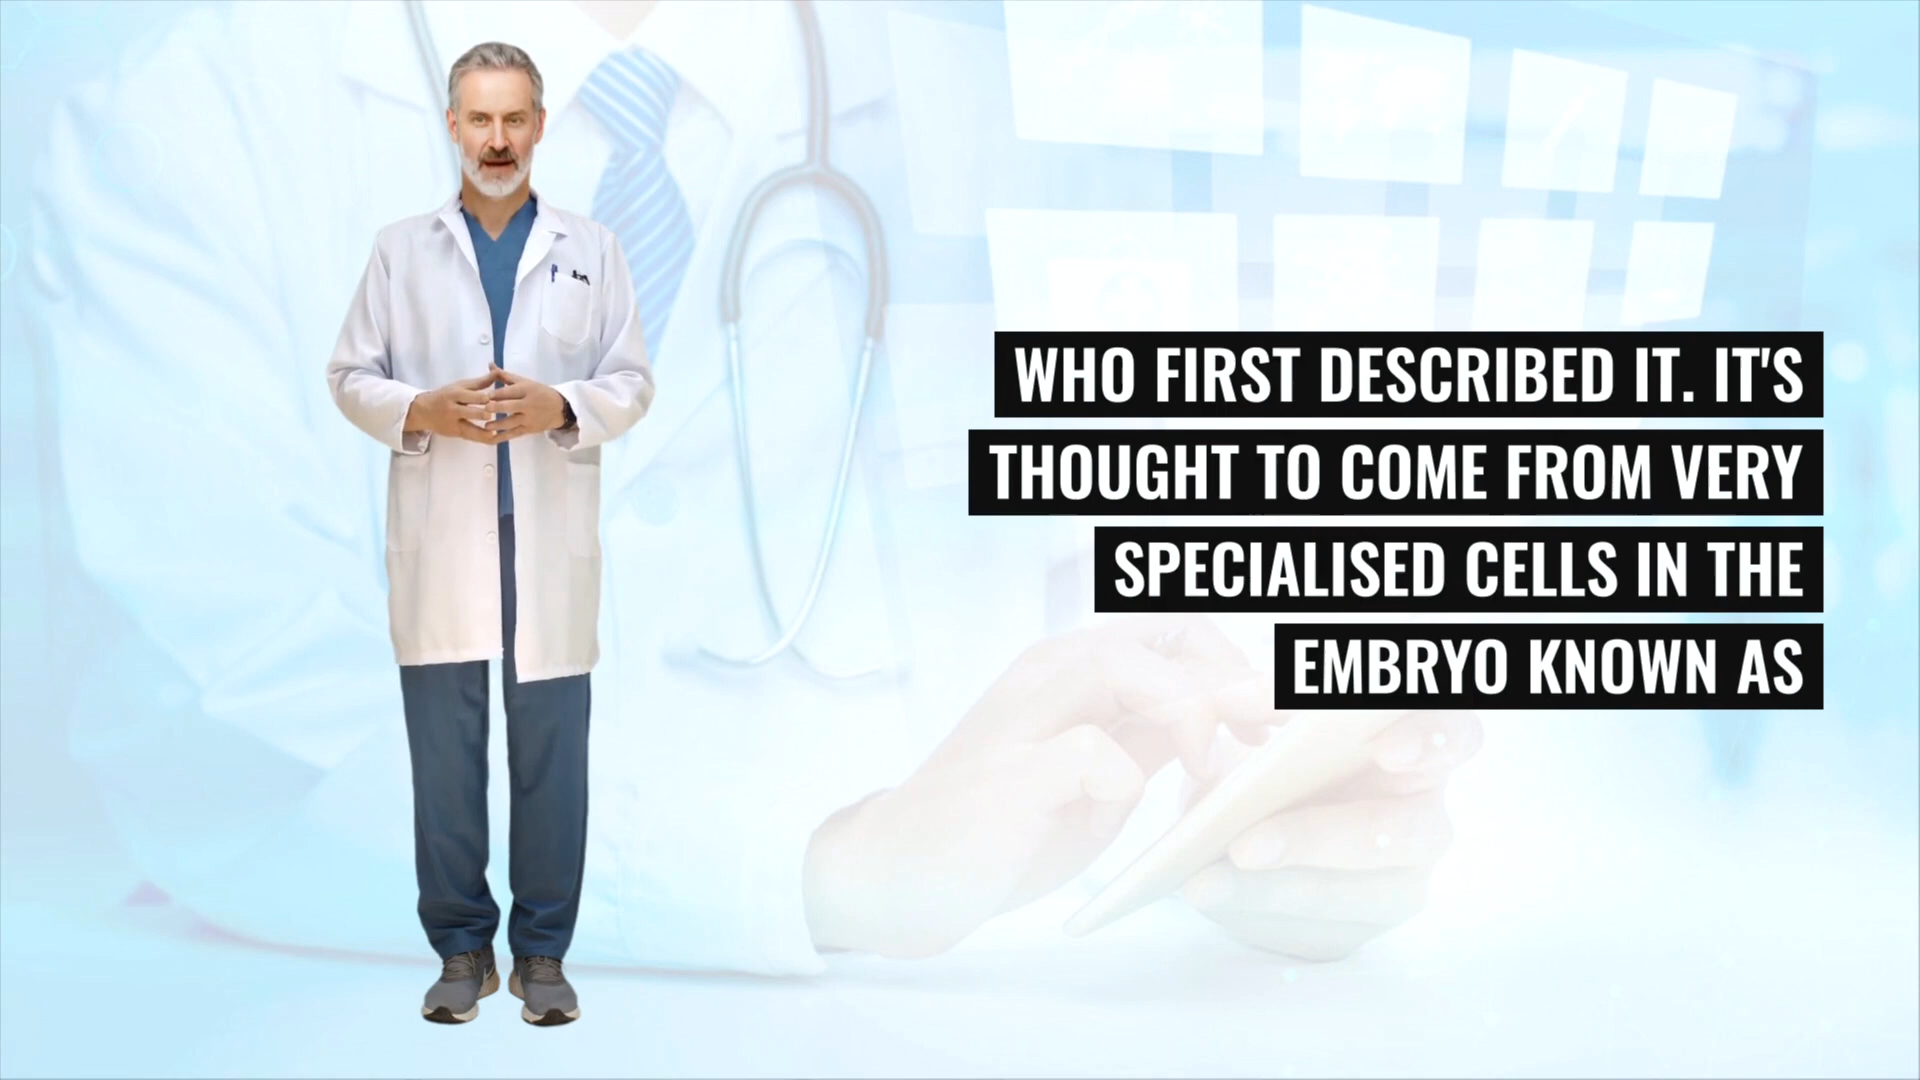 WHO FIRST DESCRIBED IT. IT'S
THOUGHT TO COME FROM VERY
SPECIALISED CELLS IN THE
EMBRYO KNOWN AS